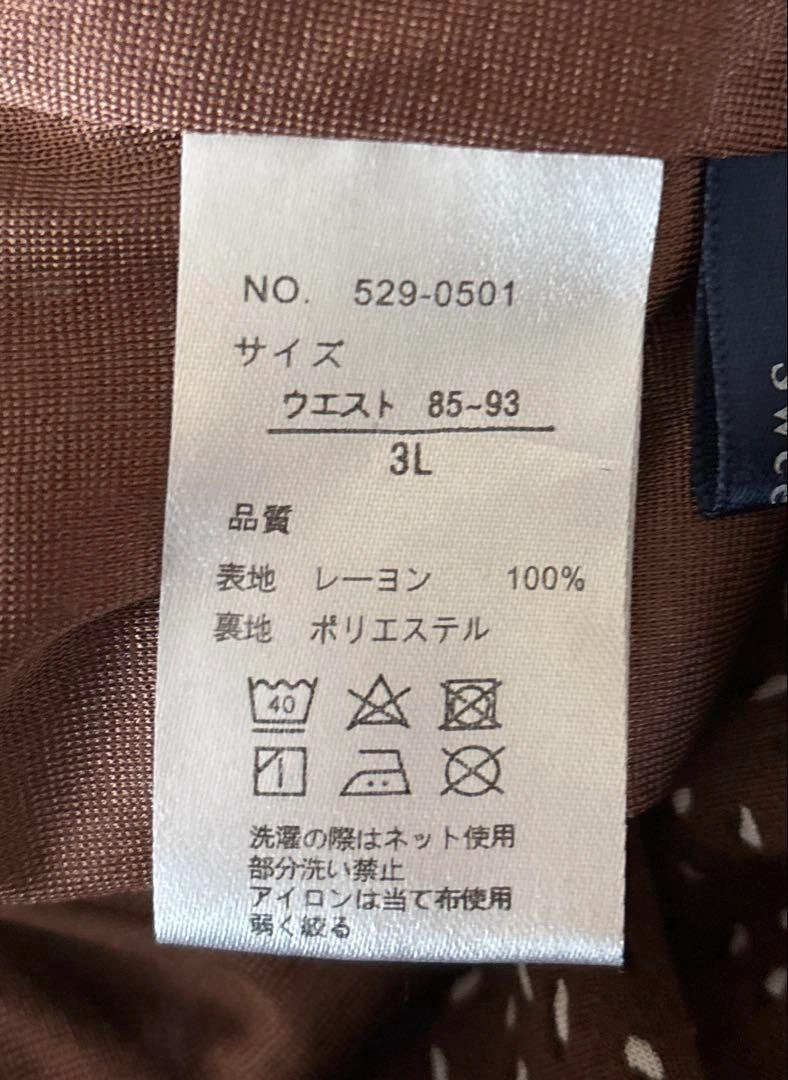 NO. 529-0501
サイズ
ウエスト 85~93
3L
品質
表地 レーヨン 100%
裏地 ポリエステル
40
洗濯の際はネット使用
部分洗い禁止
アイロンは当て布使用
弱く絞る